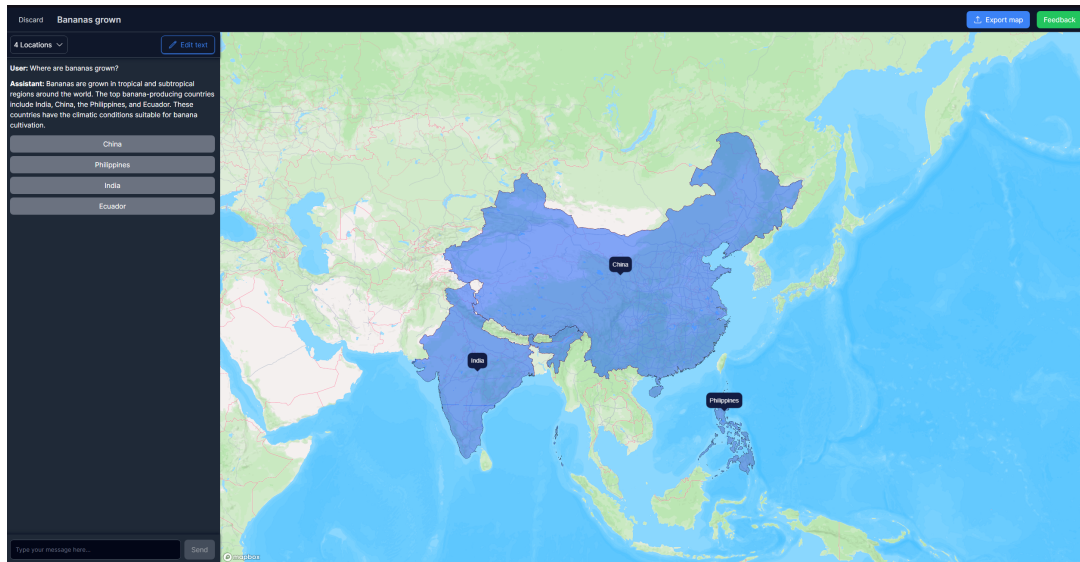 Discard Bananas grown Export map Feedback
4 Locations Edit text
User: Where are bananas grown?
Assistant: Bananas are grown in tropical and subtropical
regions around the world. The top banana-producing countries
include India, China, the Philippines, and Ecuador. These
countries have the climatic conditions suitable for banana
cultivation.
China
Philippines
India
Ecuador
China
India
Philippines
Type your message here... Send
mapbox